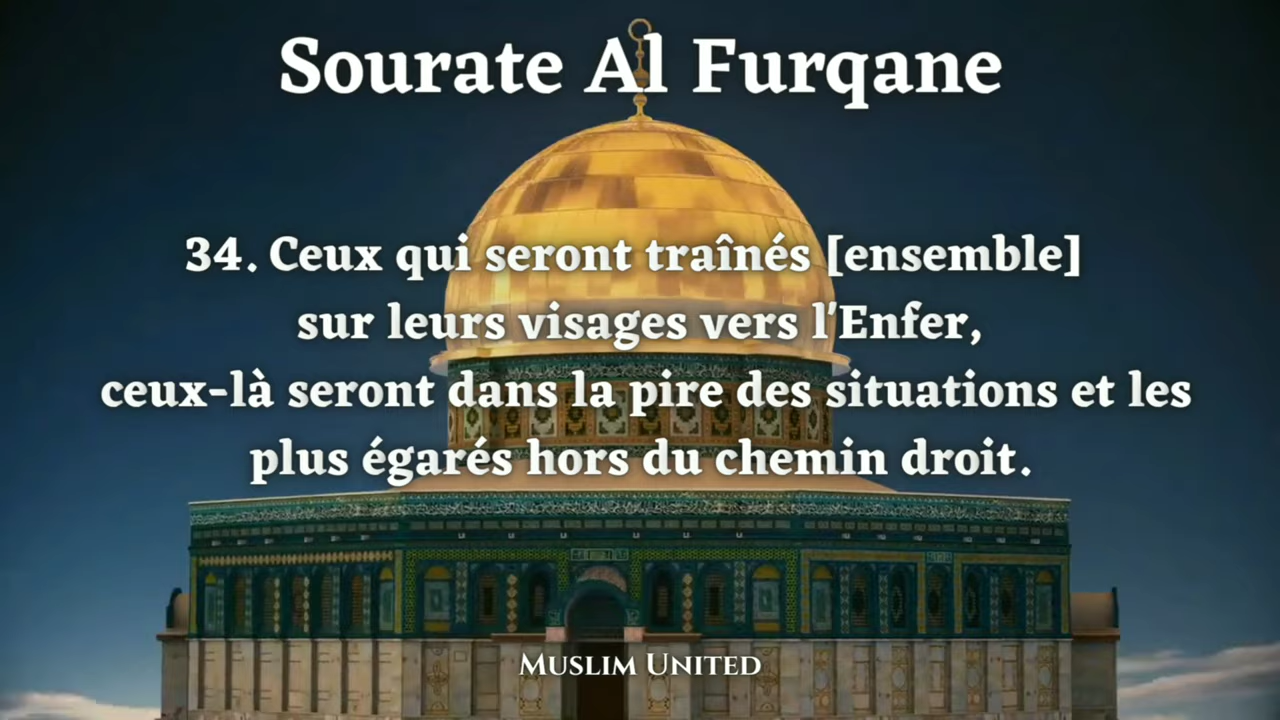 Sourate Al Furqane
34. Ceux qui seront traînés [ensemble]
sur leurs visages vers l'Enfer,
ceux-là seront dans la pire des situations et les
plus égarés hors du chemin droit.
Muslim United